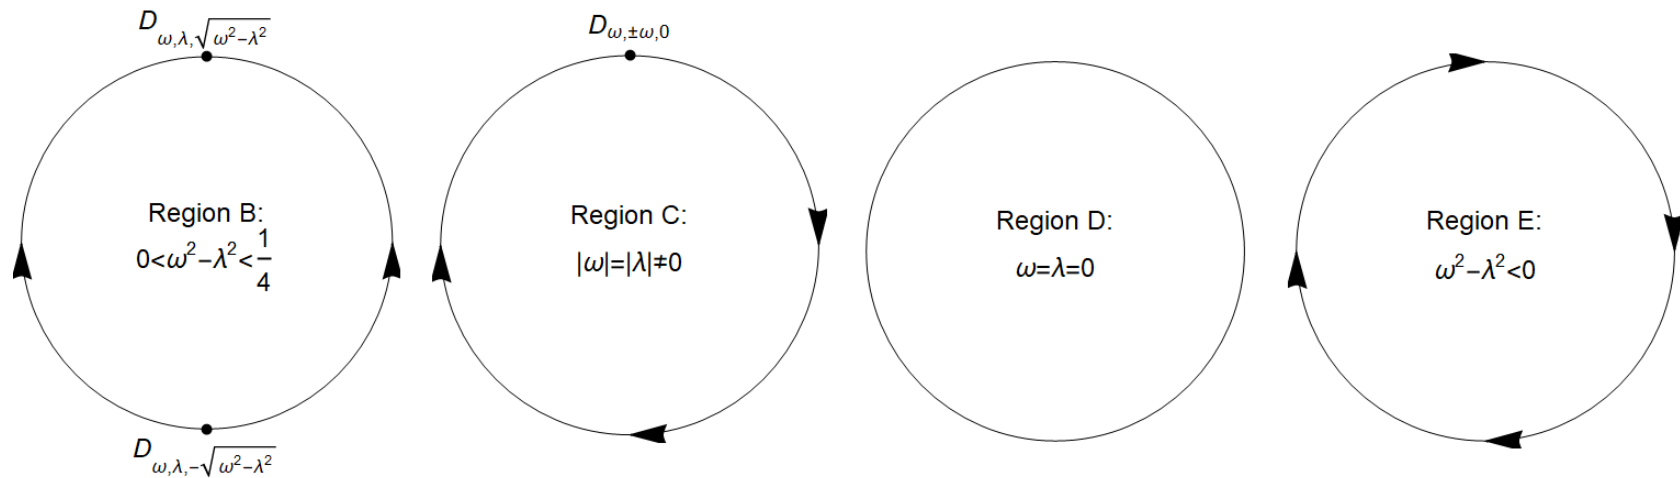 D_{ω,λ,√(ω²−λ²)}
Region B:
0<ω²−λ²<1/4
D_{ω,λ,−√(ω²−λ²)}
D_{ω,±ω,0}
Region C:
|ω|=|λ|≠0
Region D:
ω=λ=0
Region E:
ω²−λ²<0